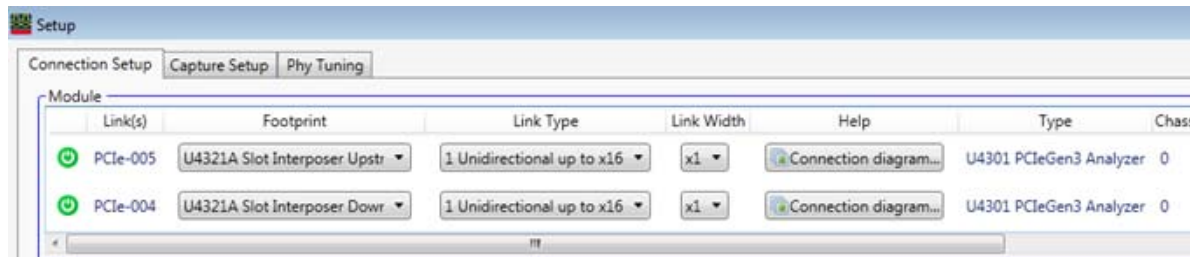 Setup
Connection Setup Capture Setup Phy Tuning
Module
Link(s) Footprint Link Type Link Width Help Type Chass
PCIe-005 U4321A Slot Interposer Upstr 1 Unidirectional up to x16 x1 Connection diagram... U4301 PCIeGen3 Analyzer 0
PCIe-004 U4321A Slot Interposer Dowr 1 Unidirectional up to x16 x1 Connection diagram... U4301 PCIeGen3 Analyzer 0